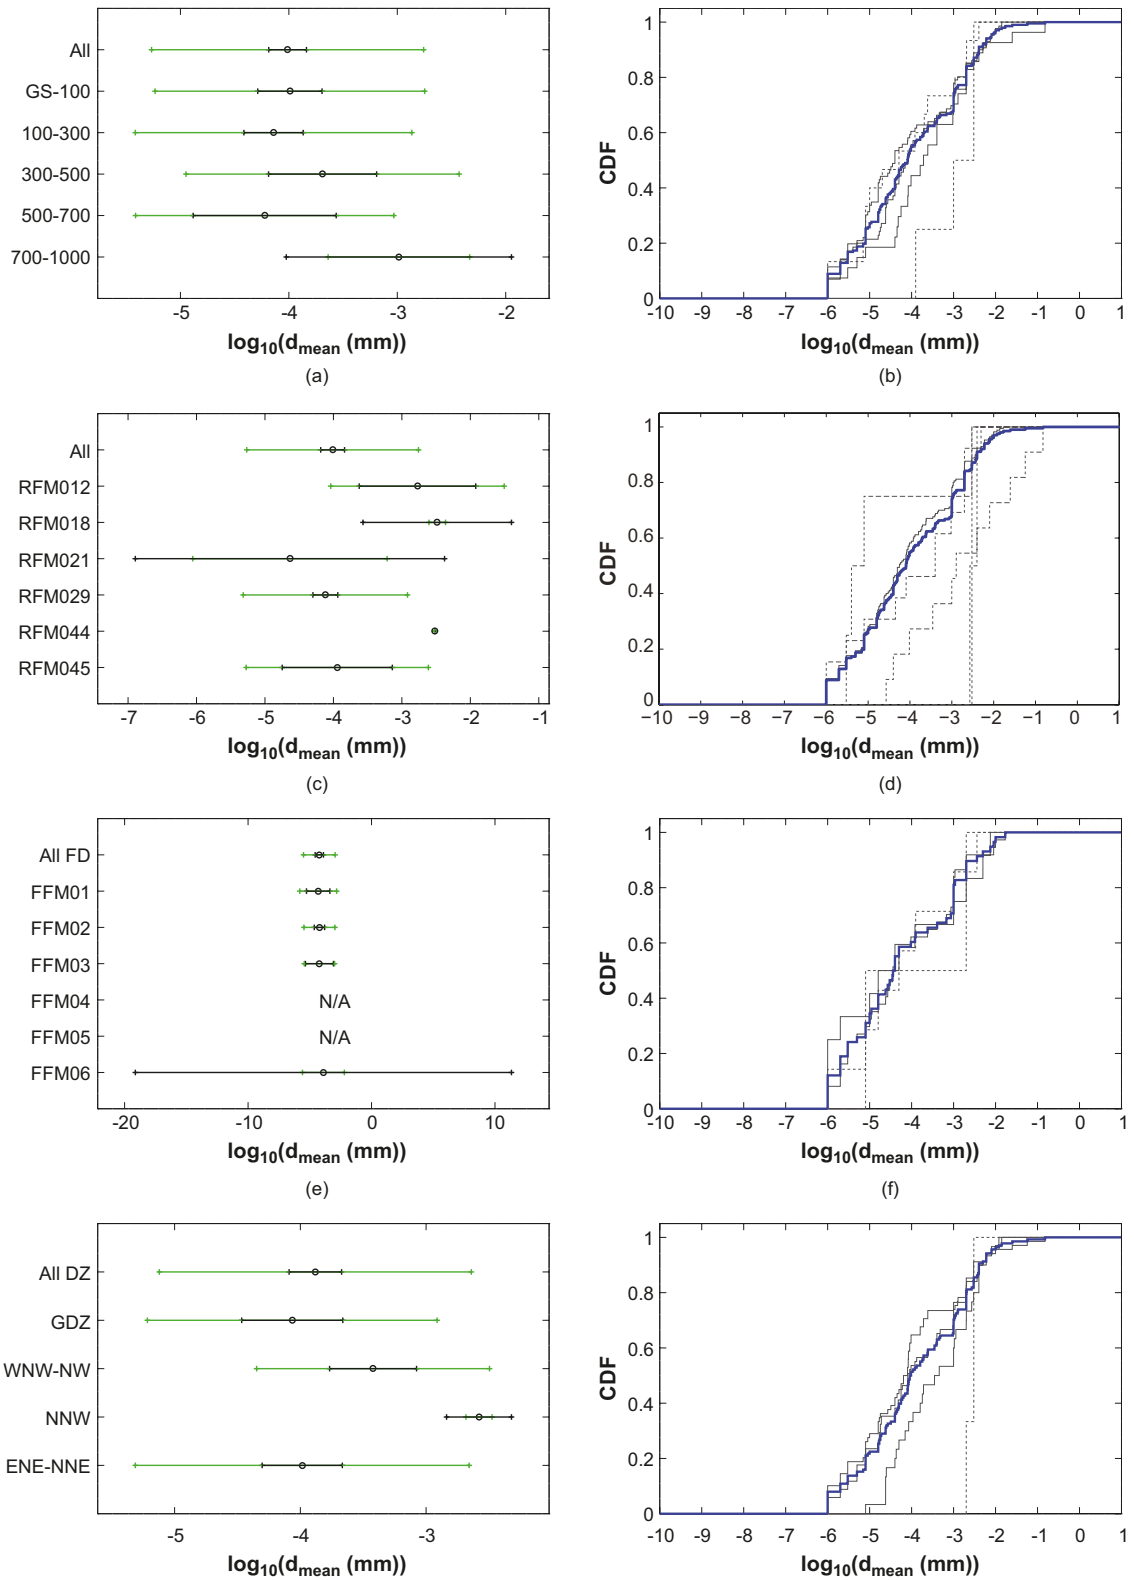 All
GS-100
100-300
300-500
500-700
700-1000
-5 -4 -3 -2
log10(dmean (mm))
(a)
CDF
1
0.8
0.6
0.4
0.2
0
-10 -9 -8 -7 -6 -5 -4 -3 -2 -1 0 1
log10(dmean (mm))
(b)
All
RFM012
RFM018
RFM021
RFM029
RFM044
RFM045
-7 -6 -5 -4 -3 -2 -1
log10(dmean (mm))
(c)
CDF
1
0.8
0.6
0.4
0.2
0
−10 −9 −8 −7 −6 −5 −4 −3 −2 −1 0 1
log10(dmean (mm))
(d)
All FD
FFM01
FFM02
FFM03
FFM04
N/A
FFM05
N/A
FFM06
-20 -10 0 10
log10(dmean (mm))
(e)
CDF
1
0.8
0.6
0.4
0.2
0
-10 -9 -8 -7 -6 -5 -4 -3 -2 -1 0 1
log10(dmean (mm))
(f)
All DZ
GDZ
WNW-NW
NNW
ENE-NNE
-5 -4 -3
log10(dmean (mm))
CDF
1
0.8
0.6
0.4
0.2
0
-10 -9 -8 -7 -6 -5 -4 -3 -2 -1 0 1
log10(dmean (mm))